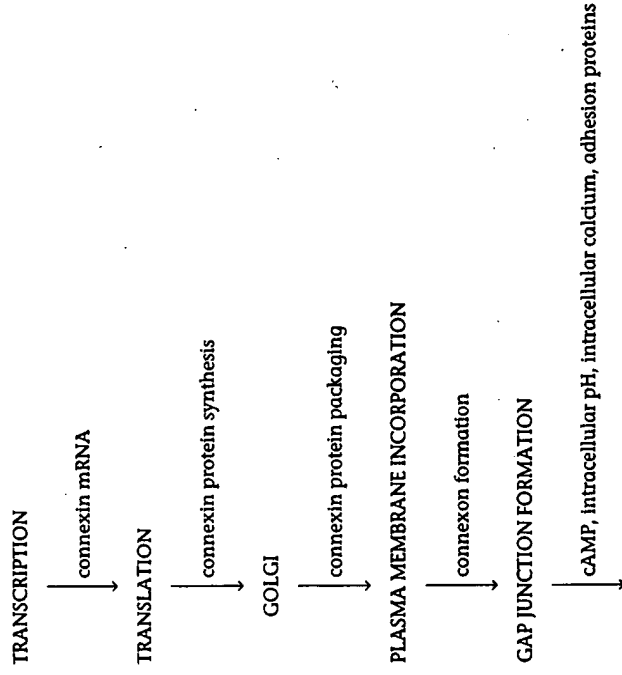 TRANSCRIPTION
connexin mRNA
TRANSLATION
connexin protein synthesis
GOLGI
connexin protein packaging
PLASMA MEMBRANE INCORPORATION
connexon formation
GAP JUNCTION FORMATION
cAMP, intracellular pH, intracellular calcium, adhesion proteins